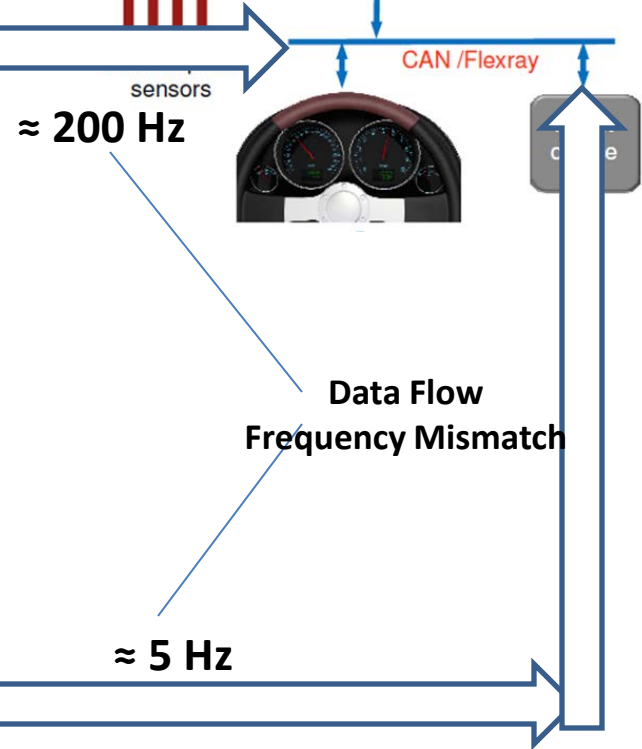 CAN /Flexray
sensors
≈ 200 Hz
Data Flow
Frequency Mismatch
≈ 5 Hz